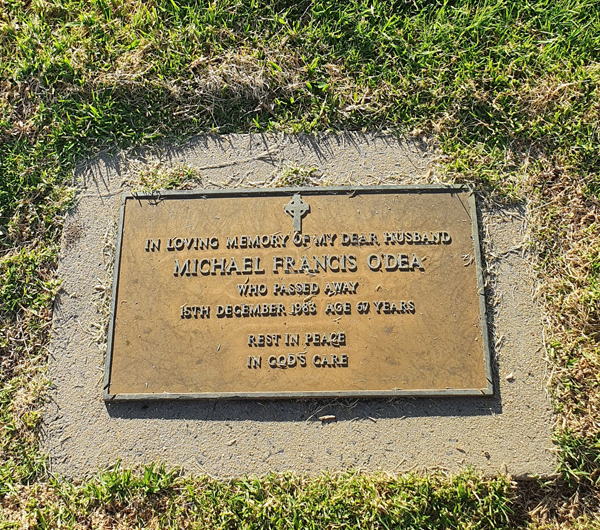 IN LOVING MEMORY OF MY DEAR HUSBAND
MICHAEL FRANCIS O'DEA
WHO PASSED AWAY
15TH DECEMBER 1983 AGE 67 YEARS
REST IN PEACE
IN GOD'S CARE